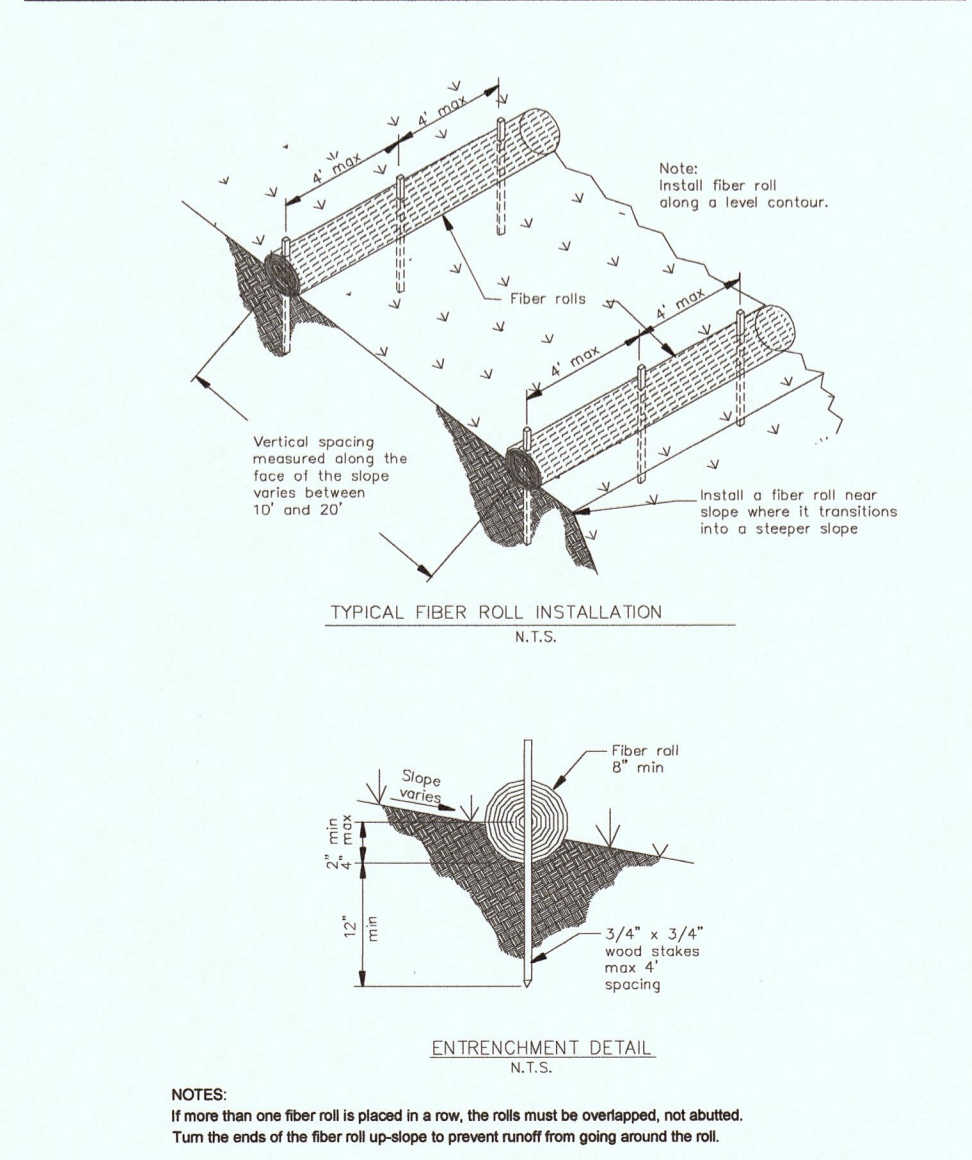 4' max
4' max
Note:
Install fiber roll
along a level contour.
Fiber rolls
4' max
4' max
Vertical spacing
measured along the
face of the slope
varies between
10' and 20'
Install a fiber roll near
slope where it transitions
into a steeper slope
TYPICAL FIBER ROLL INSTALLATION
N.T.S.
Fiber roll
8" min
Slope
varies
2" min
4" max
12"
min
3/4" x 3/4"
wood stakes
max 4'
spacing
ENTRENCHMENT DETAIL
N.T.S.
NOTES:
If more than one fiber roll is placed in a row, the rolls must be overlapped, not abutted.
Turn the ends of the fiber roll up-slope to prevent runoff from going around the roll.